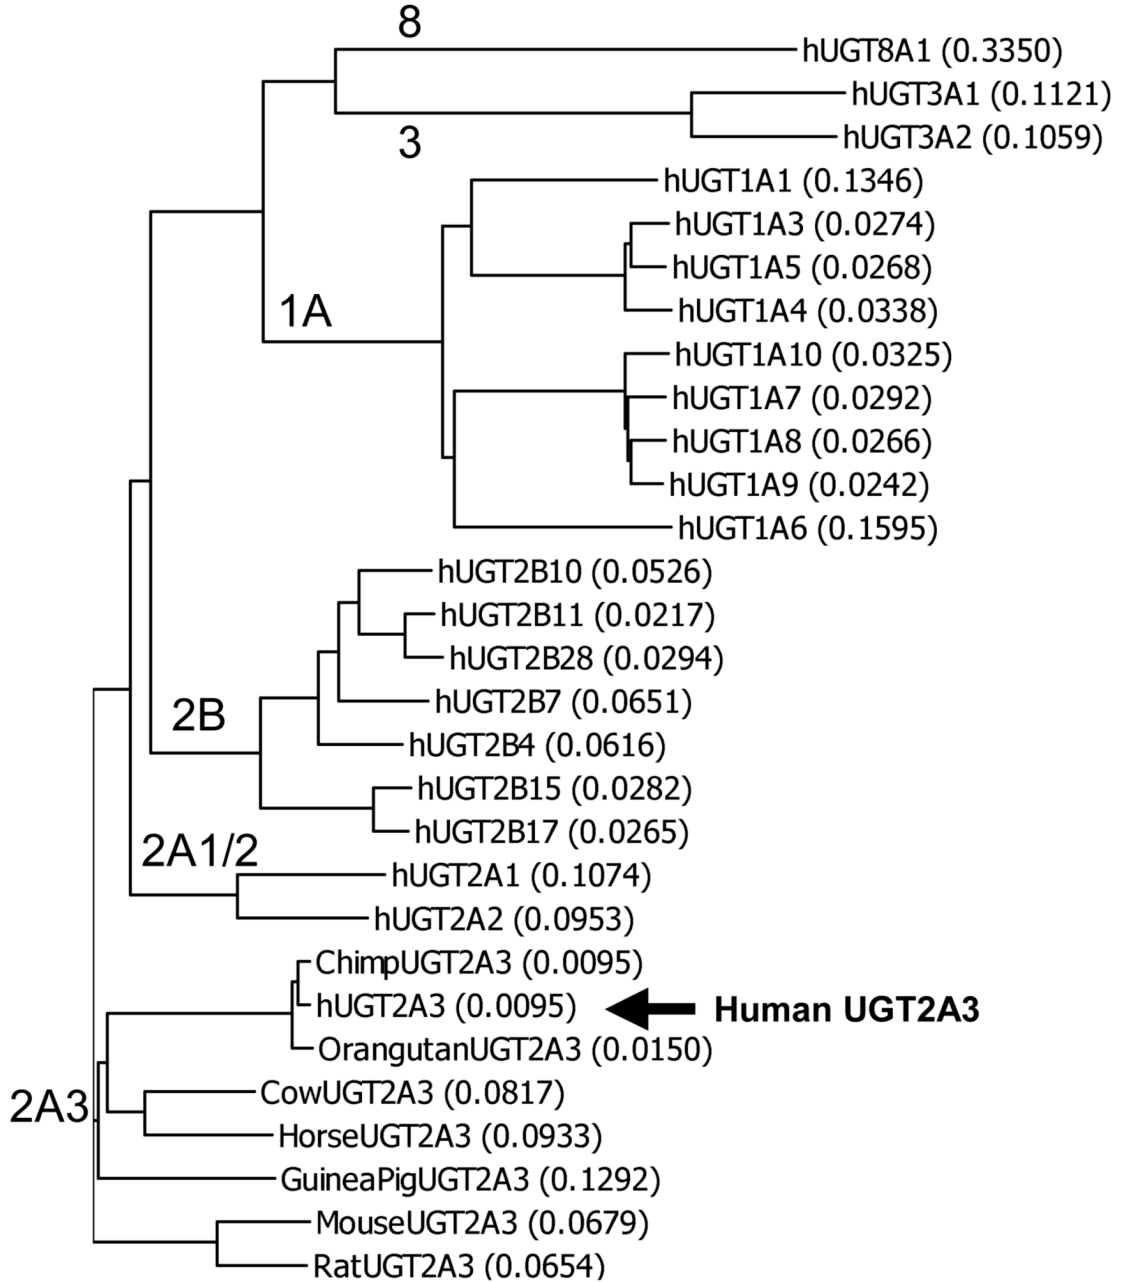 8
hUGT8A1 (0.3350)
hUGT3A1 (0.1121)
3
hUGT3A2 (0.1059)
hUGT1A1 (0.1346)
hUGT1A3 (0.0274)
hUGT1A5 (0.0268)
1A
hUGT1A4 (0.0338)
hUGT1A10 (0.0325)
hUGT1A7 (0.0292)
hUGT1A8 (0.0266)
hUGT1A9 (0.0242)
hUGT1A6 (0.1595)
hUGT2B10 (0.0526)
hUGT2B11 (0.0217)
hUGT2B28 (0.0294)
hUGT2B7 (0.0651)
2B
hUGT2B4 (0.0616)
hUGT2B15 (0.0282)
hUGT2B17 (0.0265)
2A1/2
hUGT2A1 (0.1074)
hUGT2A2 (0.0953)
ChimpUGT2A3 (0.0095)
hUGT2A3 (0.0095)
Human UGT2A3
OrangutanUGT2A3 (0.0150)
CowUGT2A3 (0.0817)
2A3
HorseUGT2A3 (0.0933)
GuineaPigUGT2A3 (0.1292)
MouseUGT2A3 (0.0679)
RatUGT2A3 (0.0654)